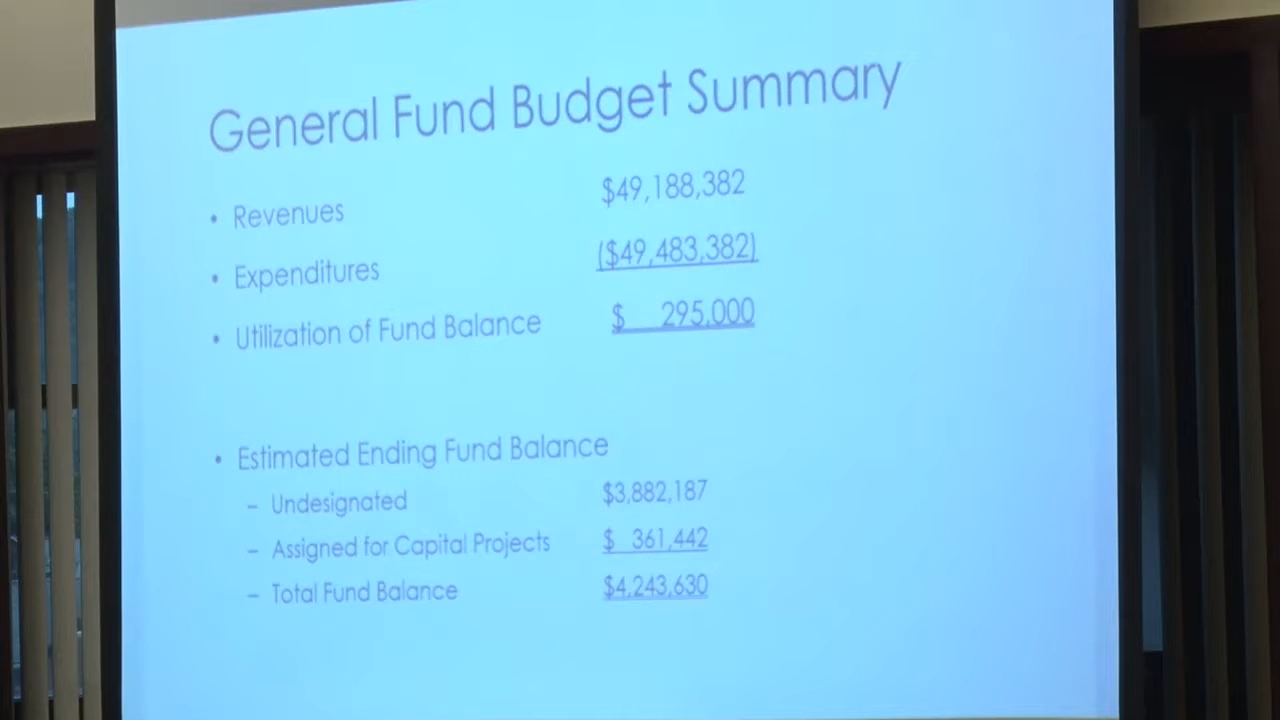 General Fund Budget Summary
• Revenues $49,188,382
• Expenditures ($49,483,382)
• Utilization of Fund Balance $ 295,000
• Estimated Ending Fund Balance
– Undesignated $3,882,187
– Assigned for Capital Projects $ 361,442
– Total Fund Balance $4,243,630